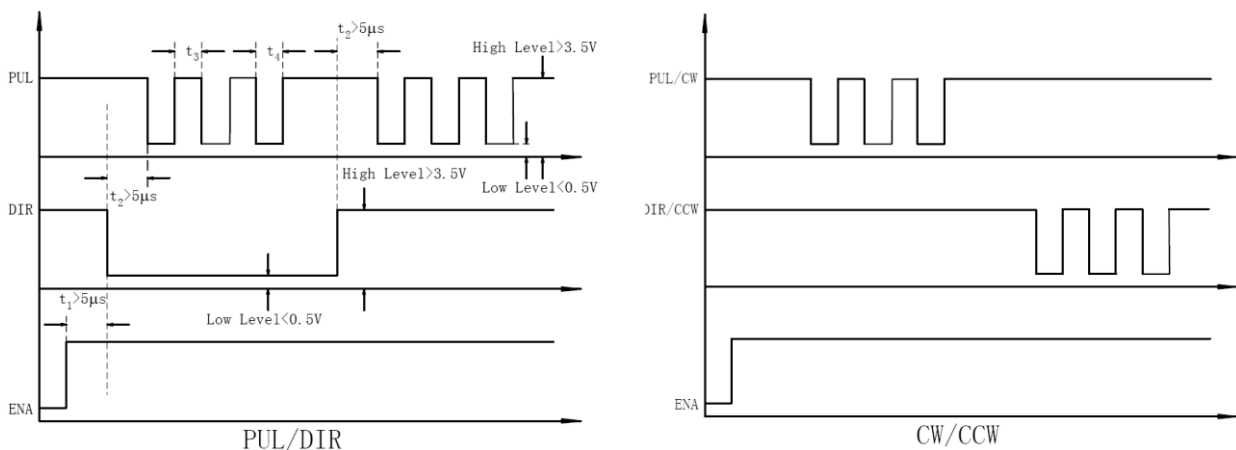 t2>5μs
High Level>3.5V
t3
t4
PUL
Low Level<0.5V
t2>5μs
High Level>3.5V
DIR
t1>5μs
Low Level<0.5V
ENA
PUL/DIR
PUL/CW
DIR/CCW
ENA
CW/CCW